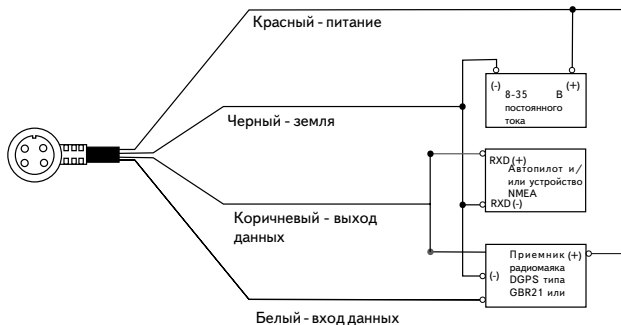 Красный - питание
(-) (+)
8-35 В
постоянного
тока
Черный - земля
RXD (+)
Автопилот и/
или устройство
NMEA
RXD (-)
Коричневый - выход
данных
Приемник (+)
радиомаяка
(-) DGPS типа
GBR21 или
Белый - вход данных